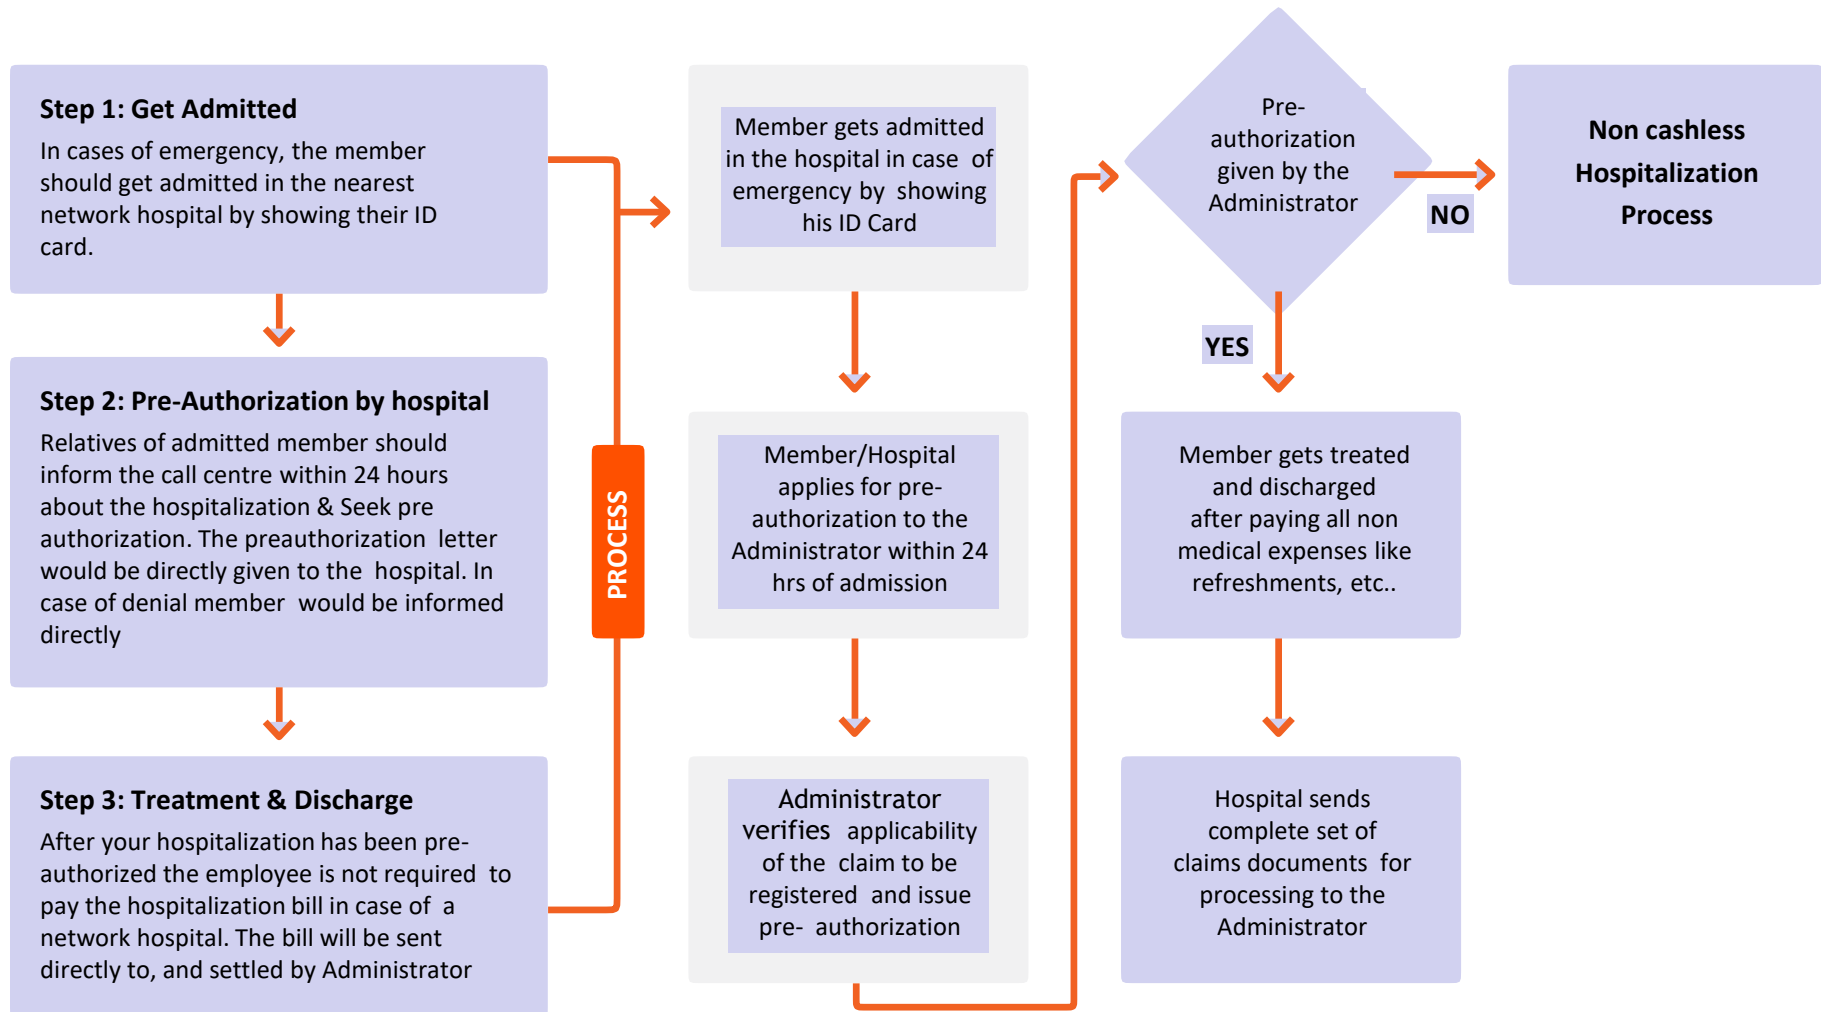 Step 1: Get Admitted
In cases of emergency, the member
should get admitted in the nearest
network hospital by showing their ID
card.
Step 2: Pre-Authorization by hospital
Relatives of admitted member should
inform the call centre within 24 hours
about the hospitalization & Seek pre
authorization. The preauthorization letter
would be directly given to the hospital. In
case of denial member would be informed
directly
Step 3: Treatment & Discharge
After your hospitalization has been pre-
authorized the employee is not required to
pay the hospitalization bill in case of a
network hospital. The bill will be sent
directly to, and settled by Administrator
PROCESS
Member gets admitted
in the hospital in case of
emergency by showing
his ID Card
Member/Hospital
applies for pre-
authorization to the
Administrator within 24
hrs of admission
Administrator
verifies applicability
of the claim to be
registered and issue
pre- authorization
Pre-
authorization
given by the
Administrator
NO
YES
Member gets treated
and discharged
after paying all non
medical expenses like
refreshments, etc..
Hospital sends
complete set of
claims documents for
processing to the
Administrator
Non cashless
Hospitalization
Process